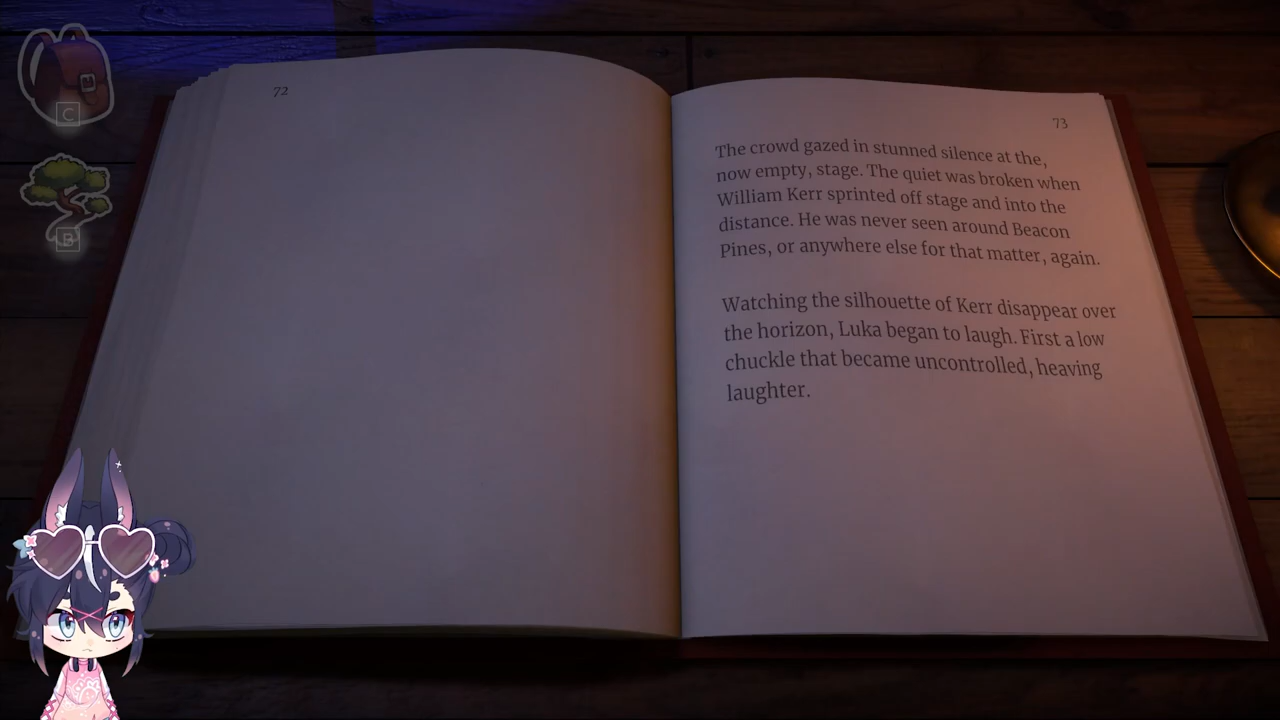 C
B
72
73
The crowd gazed in stunned silence at the,
now empty, stage. The quiet was broken when
William Kerr sprinted off stage and into the
distance. He was never seen around Beacon
Pines, or anywhere else for that matter, again.
Watching the silhouette of Kerr disappear over
the horizon, Luka began to laugh. First a low
chuckle that became uncontrolled, heaving
laughter.